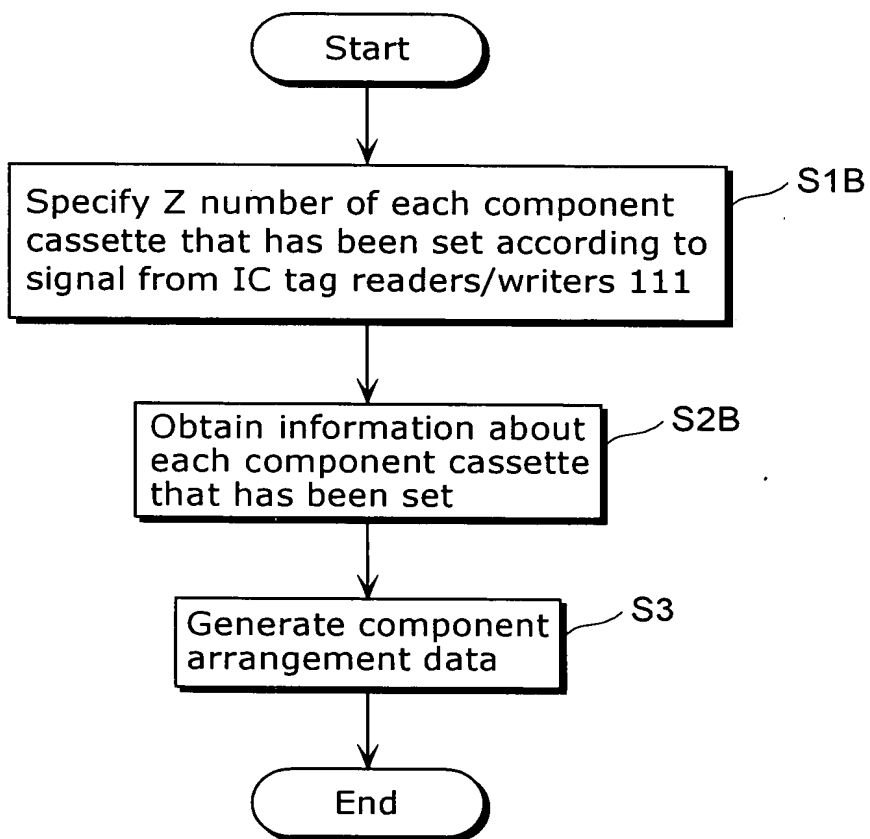 Start
Specify Z number of each component
cassette that has been set according to
signal from IC tag readers/writers 111
S1B
Obtain information about
each component cassette
that has been set
S2B
Generate component
arrangement data
S3
End